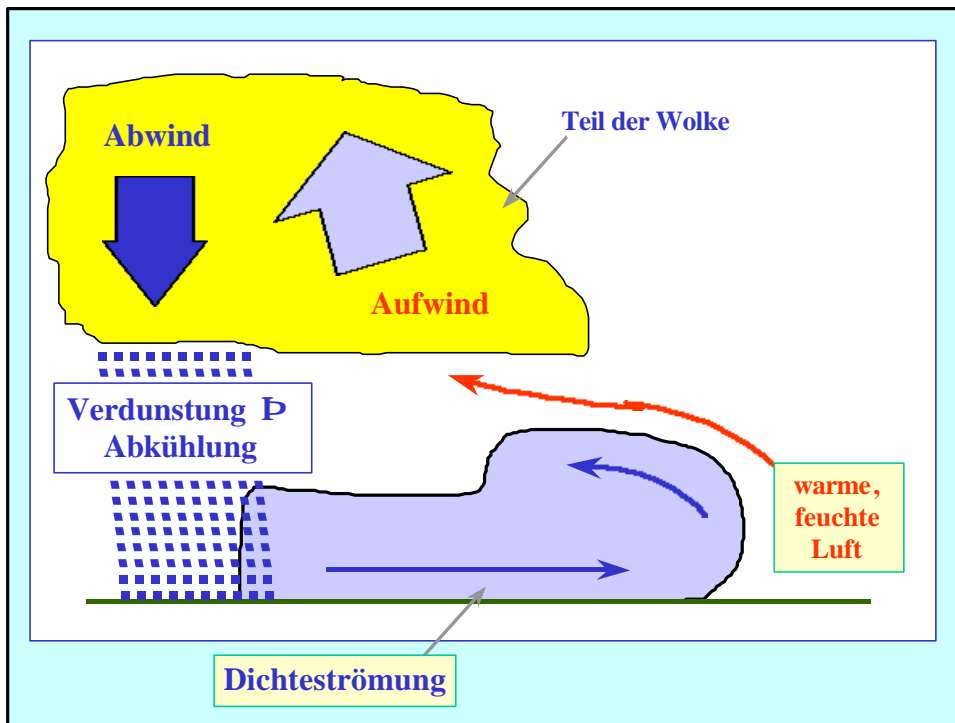 Teil der Wolke
Abwind
Aufwind
Verdunstung Þ
Abkühlung
warme,
feuchte
Luft
Dichteströmung